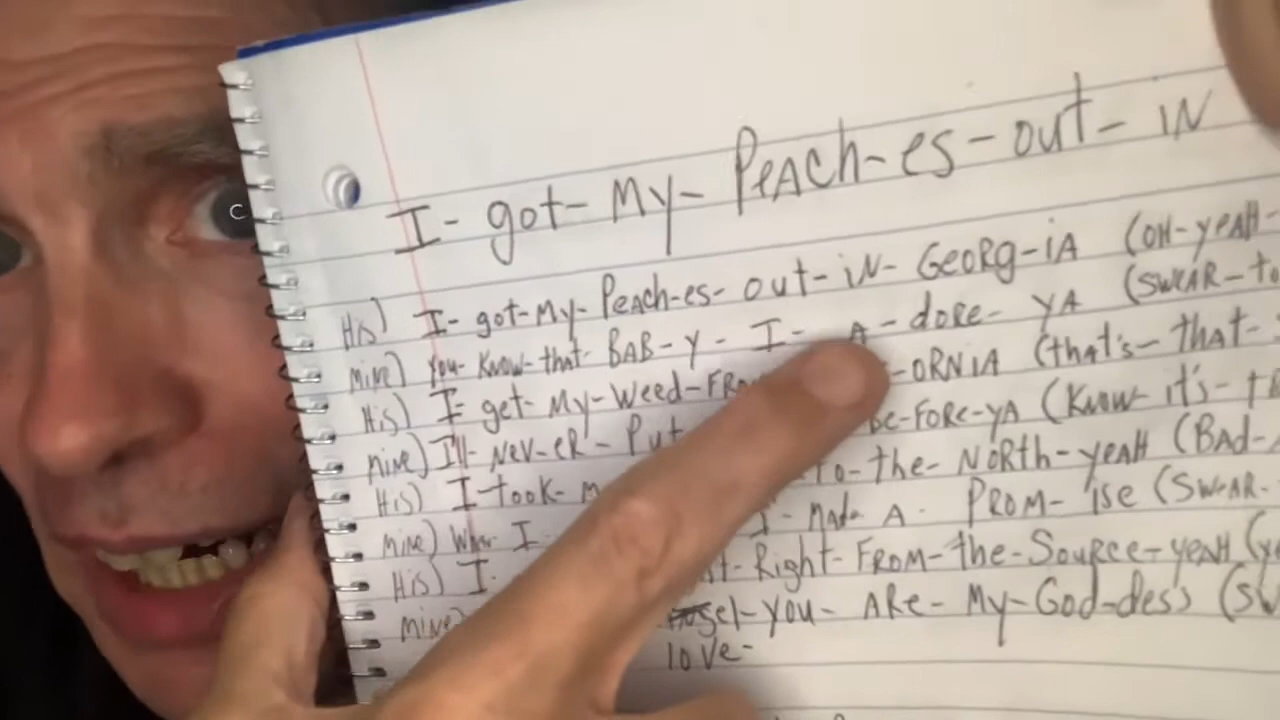 I- got- My- PeAch-es-out- iN
His) I- got-My- Peach-es- out- iN- GeoRg-iA (OH-yeAH-
mine) You- Know-that- BAB-Y- I- A-dore- YA (SWEAR-to
His) I- get- My-Weed-FRo -ORNIA (that's-that-
mine) I'll- Nev-eR- Put be-Fore-yA (Know- it's-
His) I-took- to-the- NoRth-yeAH (BAd-
mine) When I- I- Made A- PROM-ise (SWeAR-
His) I- Right-FRom-the-SouRce-yeAH
mine) -you- ARe- My-God-dess
love-